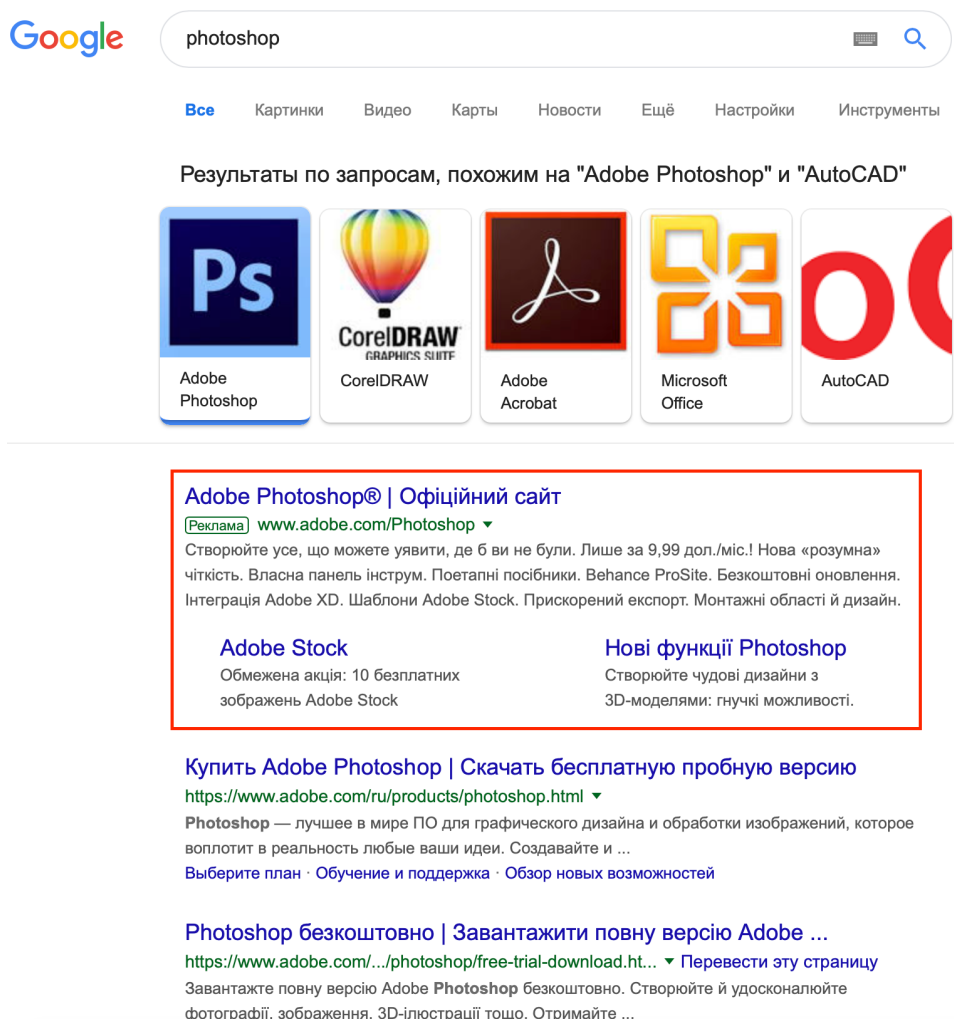 Google
photoshop
Все Картинки Видео Карты Новости Ещё Настройки Инструменты
Результаты по запросам, похожим на "Adobe Photoshop" и "AutoCAD"
Ps
CorelDRAW
GRAPHICS SUITE
Adobe
Photoshop
CorelDRAW
Adobe
Acrobat
Microsoft
Office
AutoCAD
Adobe Photoshop® | Офіційний сайт
Реклама www.adobe.com/Photoshop
Створюйте усе, що можете уявити, де б ви не були. Лише за 9,99 дол./міс.! Нова «розумна»
чіткість. Власна панель інструм. Поетапні посібники. Behance ProSite. Безкоштовні оновлення.
Інтеграція Adobe XD. Шаблони Adobe Stock. Прискорений експорт. Монтажні області й дизайн.
Adobe Stock
Обмежена акція: 10 безплатних
зображень Adobe Stock
Нові функції Photoshop
Створюйте чудові дизайни з
3D-моделями: гнучкі можливості.
Купить Adobe Photoshop | Скачать бесплатную пробную версию
https://www.adobe.com/ru/products/photoshop.html
Photoshop — лучшее в мире ПО для графического дизайна и обработки изображений, которое
воплотит в реальность любые ваши идеи. Создавайте и ...
Выберите план · Обучение и поддержка · Обзор новых возможностей
Photoshop безкоштовно | Завантажити повну версію Adobe ...
https://www.adobe.com/.../photoshop/free-trial-download.ht... Перевести эту страницу
Завантажте повну версію Adobe Photoshop безкоштовно. Створюйте й удосконалюйте
фотографії, зображення, 3D-ілюстрації тощо. Отримайте ...